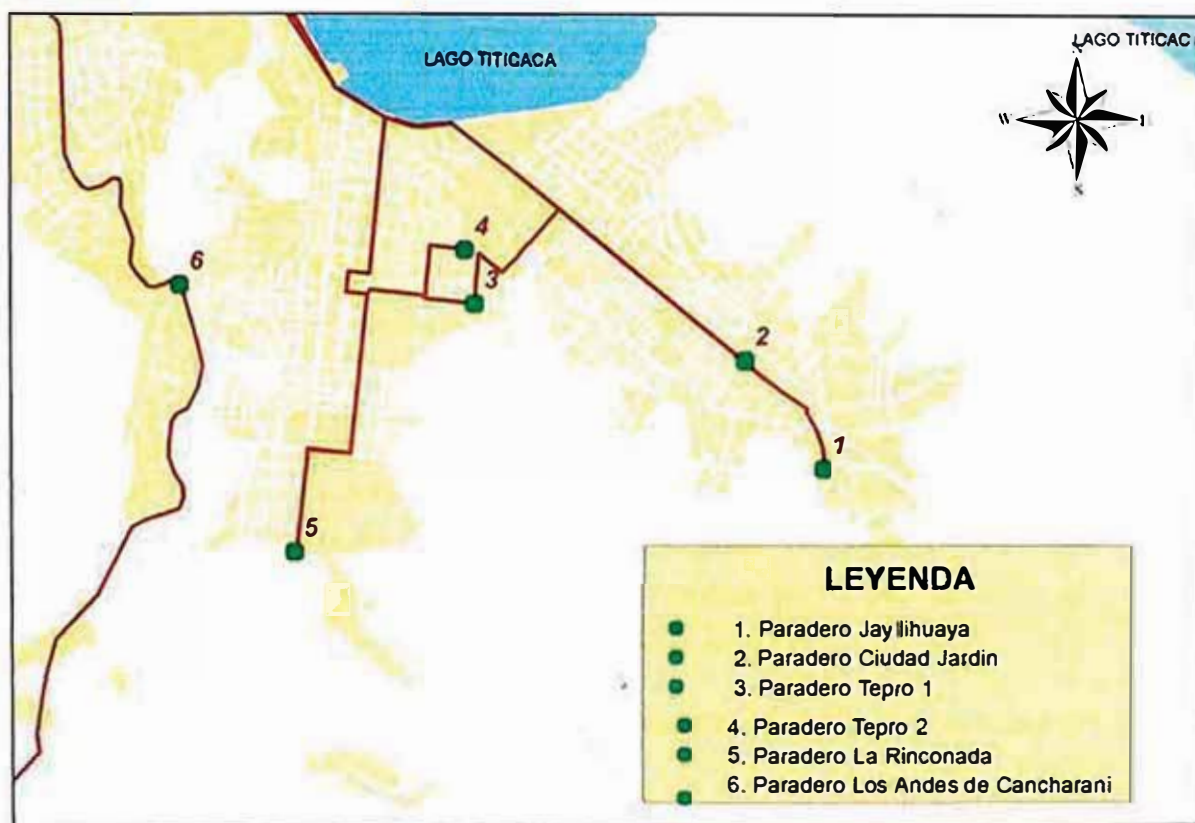 LAGO TITICACA
LAGO TITICAC
N
W
S
6
4
3
2
1
5
LEYENDA
1. Paradero Jayllihuaya
2. Paradero Ciudad Jardin
3. Paradero Tepro 1
4. Paradero Tepro 2
5. Paradero La Rinconada
6. Paradero Los Andes de Cancharani